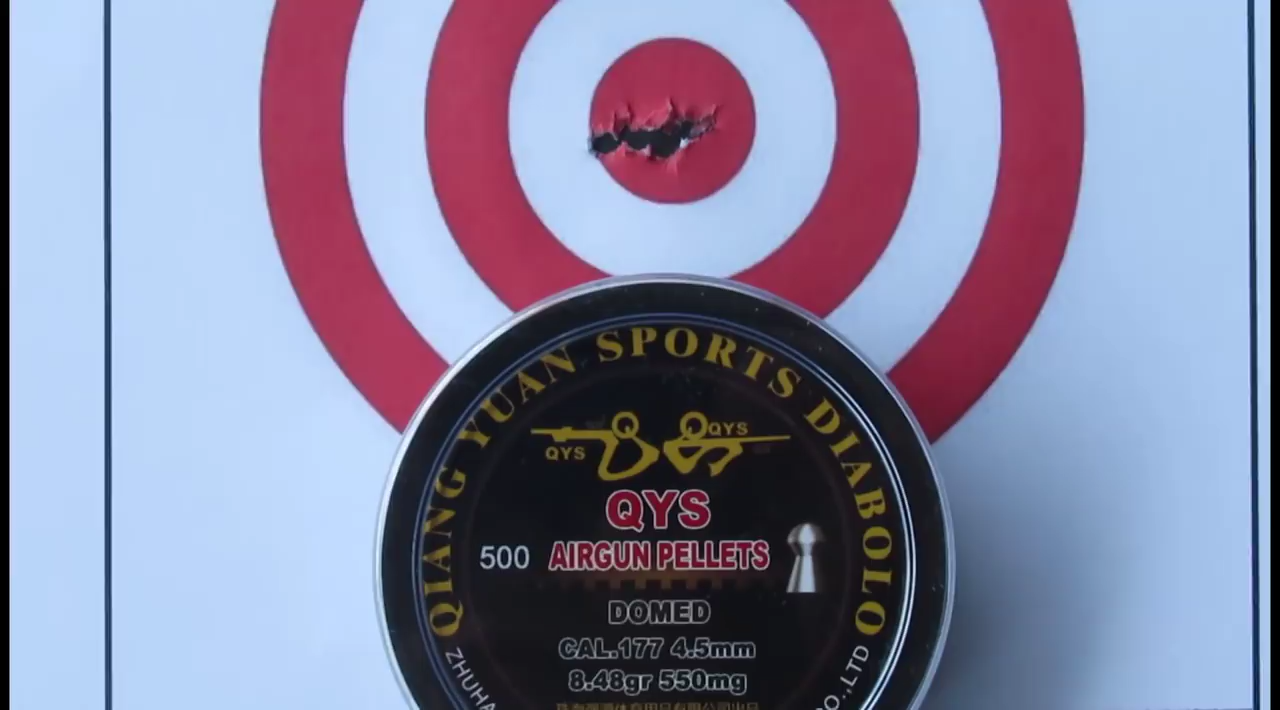 QIANG YUAN SPORTS DIABOLO
QYS
QYS
QYS
500 AIRGUN PELLETS
DOMED
CAL.177 4.5mm
8.48gr 550mg
CO.,LTD